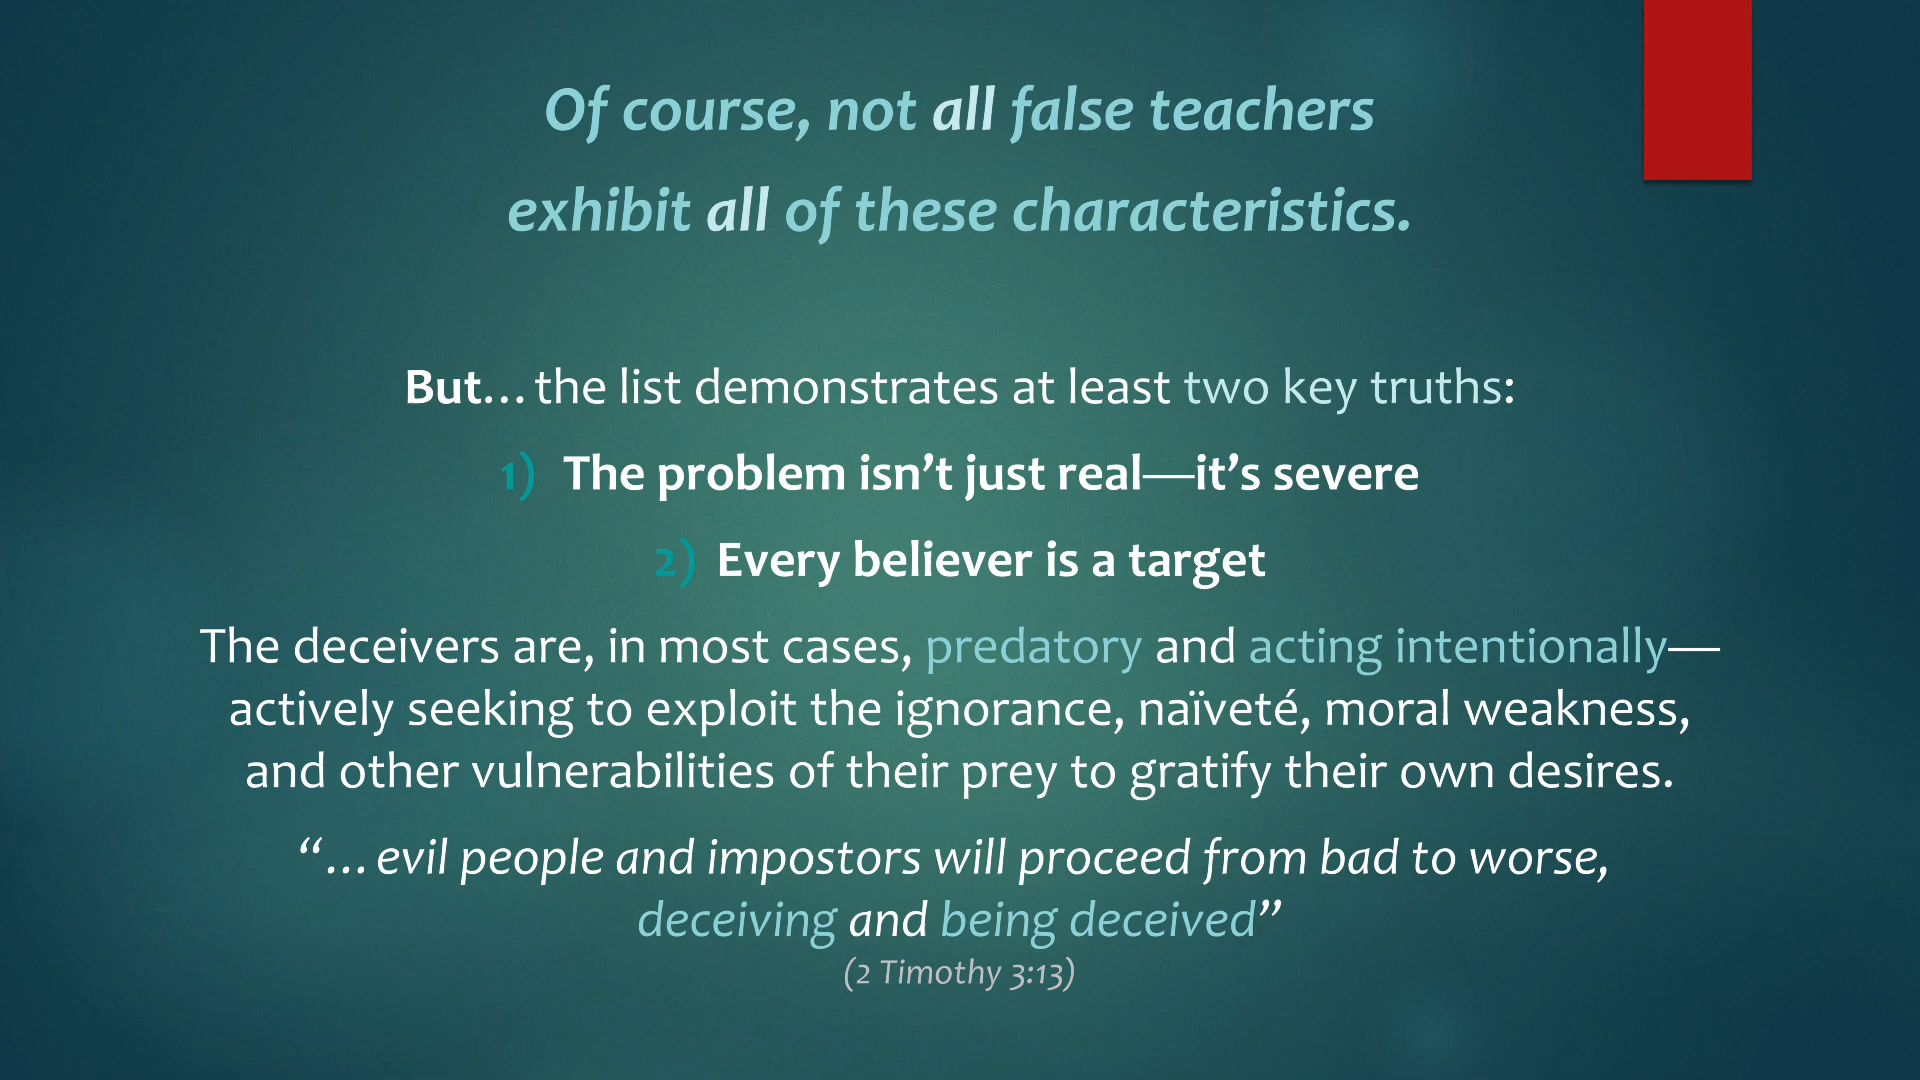 Of course, not all false teachers
exhibit all of these characteristics.
But…the list demonstrates at least two key truths:
1) The problem isn’t just real—it’s severe
2) Every believer is a target
The deceivers are, in most cases, predatory and acting intentionally—
actively seeking to exploit the ignorance, naïveté, moral weakness,
and other vulnerabilities of their prey to gratify their own desires.
“…evil people and impostors will proceed from bad to worse,
deceiving and being deceived”
(2 Timothy 3:13)